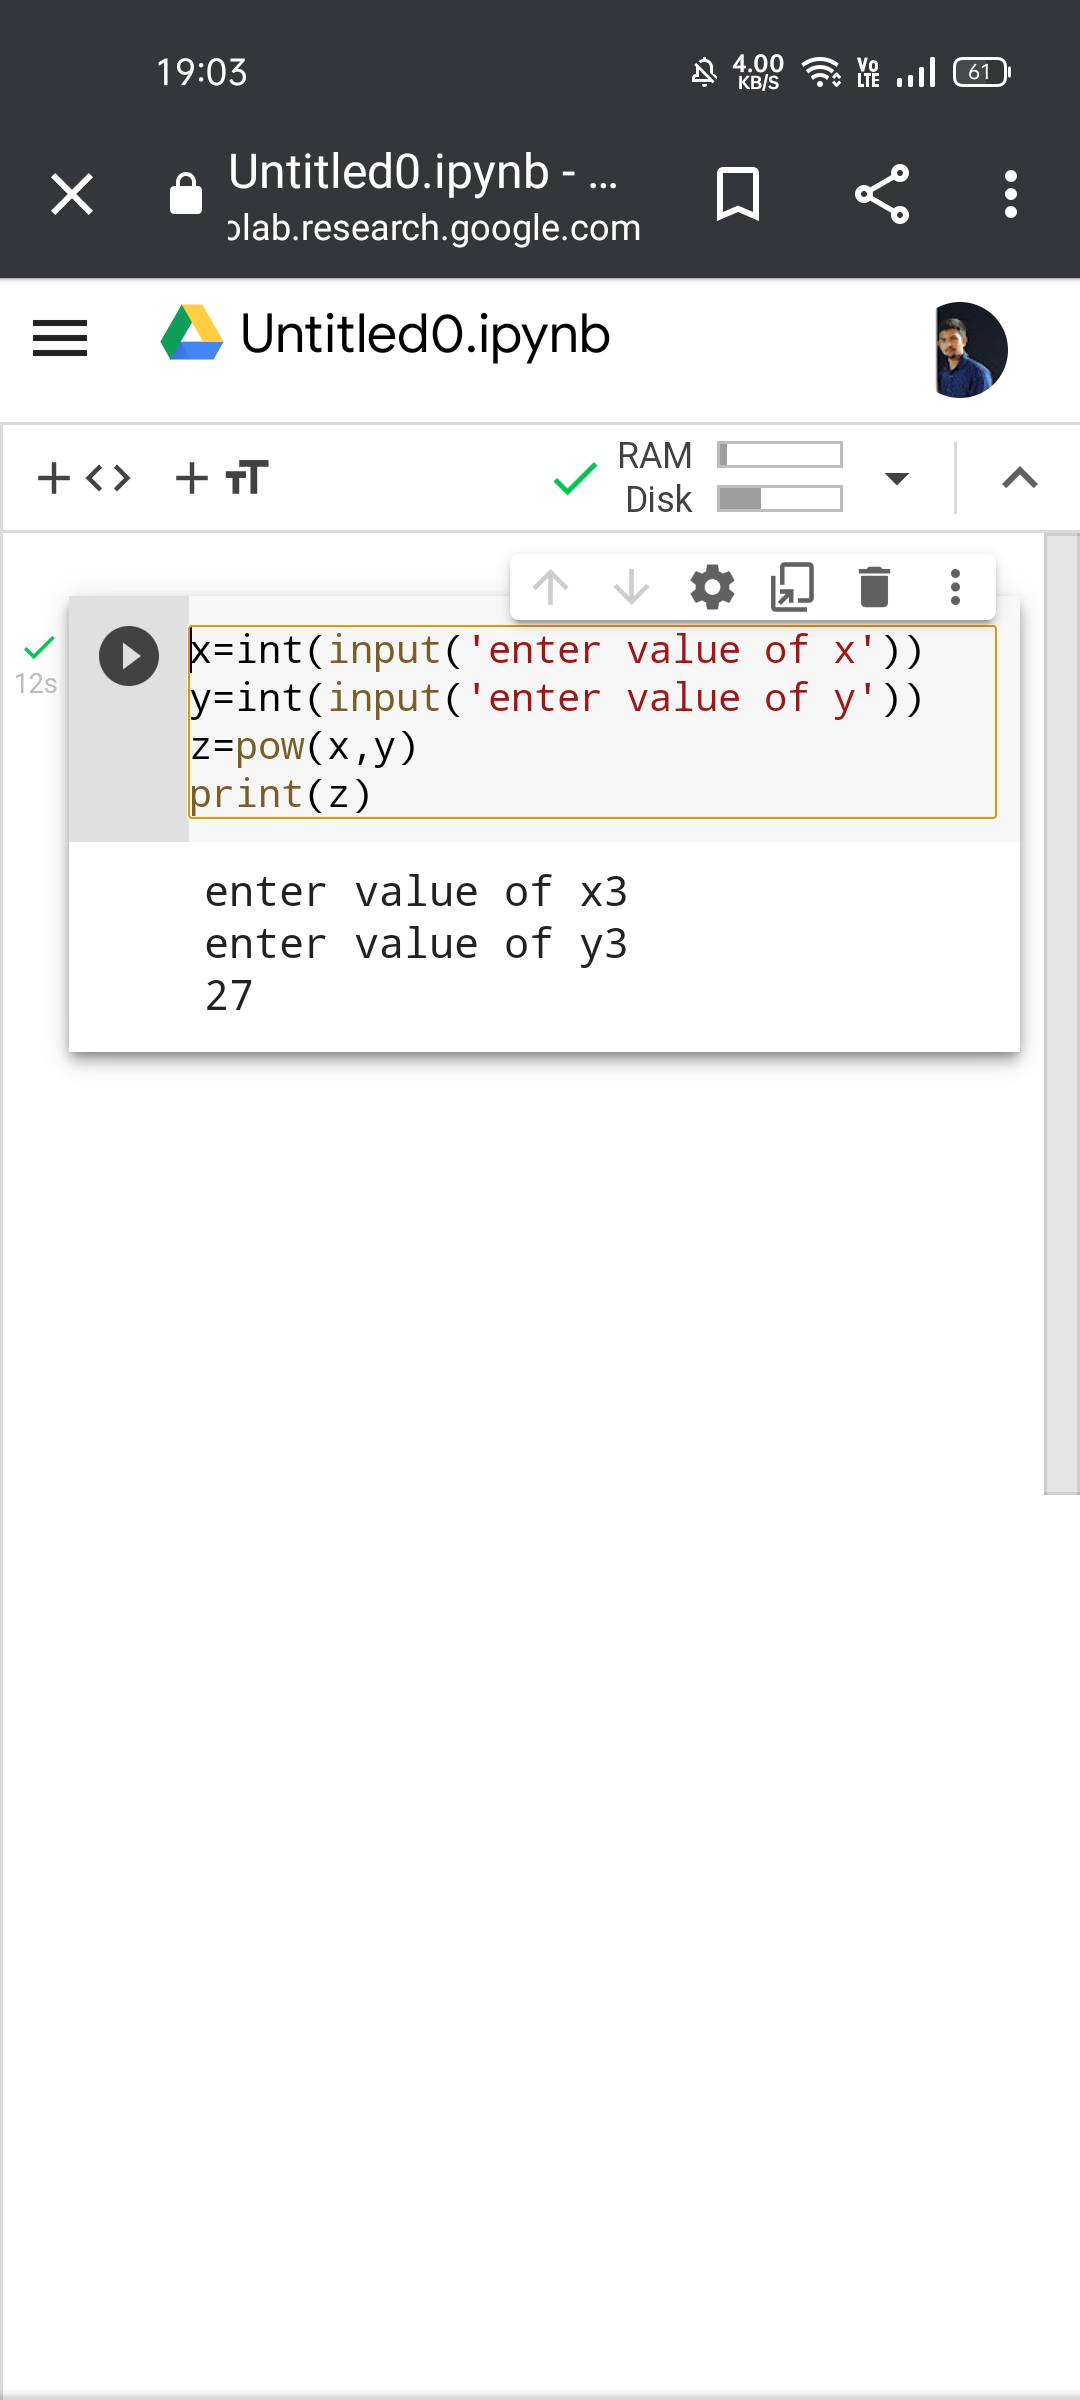 19:03
4.00 KB/S
Vo LTE
61
Untitled0.ipynb - ...
olab.research.google.com
Untitled0.ipynb
RAM
Disk
12s
x=int(input('enter value of x'))
y=int(input('enter value of y'))
z=pow(x,y)
print(z)
enter value of x3
enter value of y3
27